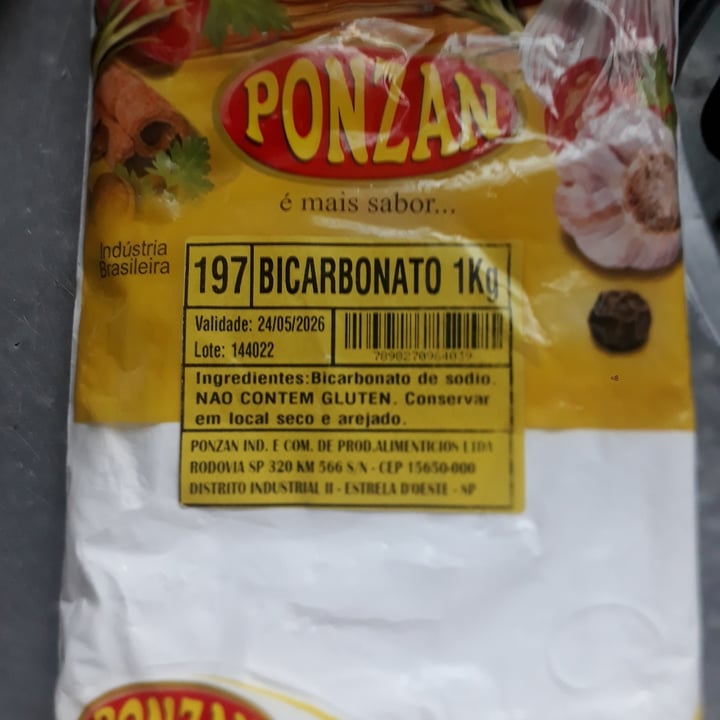 PONZAN
é mais sabor...
Indústria
Brasileira
197 BICARBONATO 1Kg
Validade: 24/05/2026
Lote: 144022
7898270964039
Ingredientes:Bicarbonato de sodio.
NAO CONTEM GLUTEN. Conservar
em local seco e arejado.
PONZAN IND. E COM. DE PROD.ALIMENTICIOS LTDA
RODOVIA SP 320 KM 566 S/N - CEP 15650-000
DISTRITO INDUSTRIAL II - ESTRELA D'OESTE - SP
PONZAN